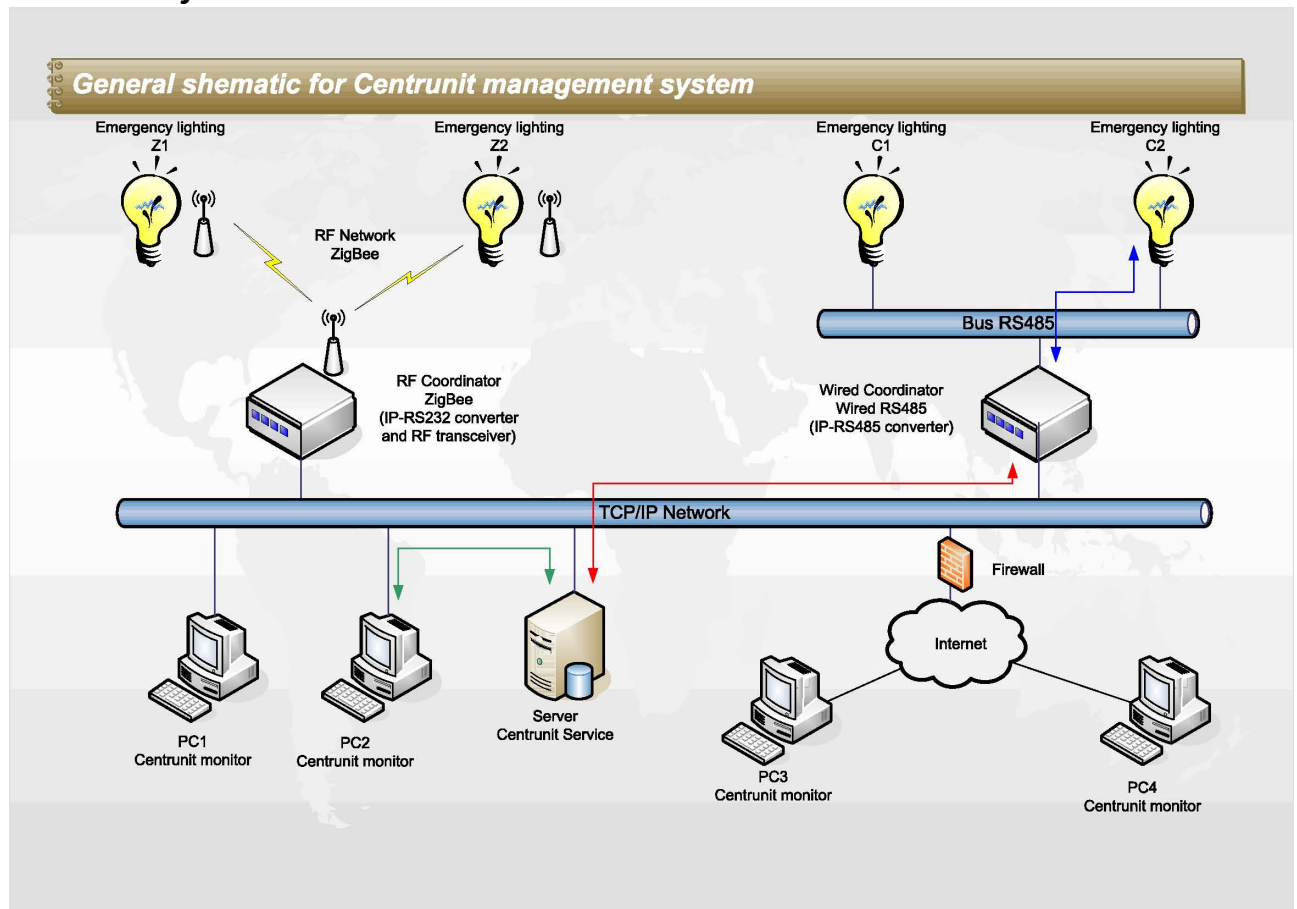 General shematic for Centrunit management system
Emergency lighting
Z1
Emergency lighting
Z2
Emergency lighting
C1
Emergency lighting
C2
RF Network
ZigBee
Bus RS485
RF Coordinator
ZigBee
(IP-RS232 converter
and RF transceiver)
Wired Coordinator
Wired RS485
(IP-RS485 converter)
TCP/IP Network
Firewall
Internet
Server
Centrunit Service
PC1
Centrunit monitor
PC2
Centrunit monitor
PC3
Centrunit monitor
PC4
Centrunit monitor